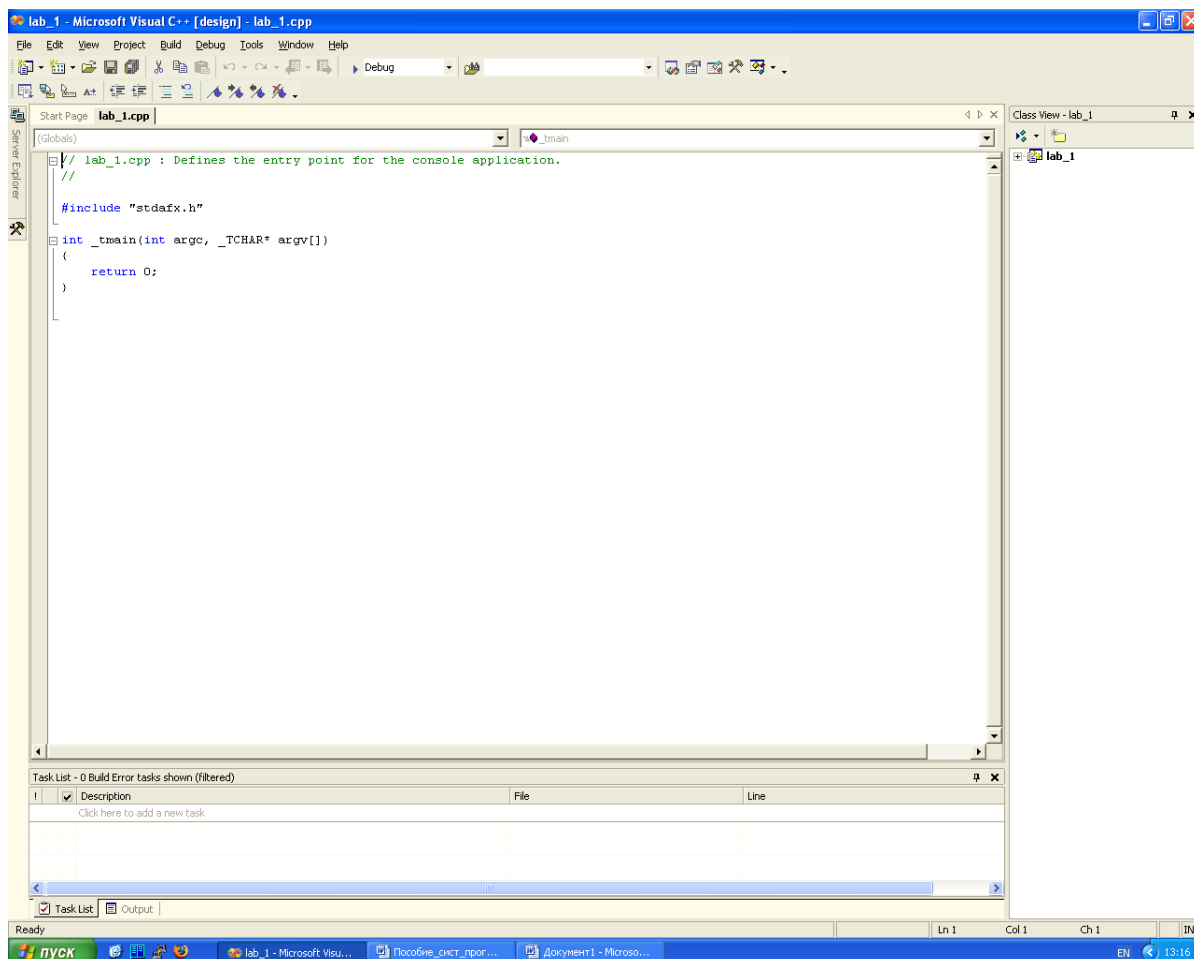 lab_1 - Microsoft Visual C++ [design] - lab_1.cpp
File Edit View Project Build Debug Tools Window Help
Debug
Start Page lab_1.cpp
Class View - lab_1
(Globals) _tmain
Server Explorer
lab_1
// lab_1.cpp : Defines the entry point for the console application.
//
#include "stdafx.h"
int _tmain(int argc, _TCHAR* argv[])
{
return 0;
}
Task List - 0 Build Error tasks shown (filtered)
! Description File Line
Click here to add a new task
Task List Output
Ready Ln 1 Col 1 Ch 1 IN
пуск lab_1 - Microsoft Visu... Пособие_сист_прог... Документ1 - Microso... EN 13:16